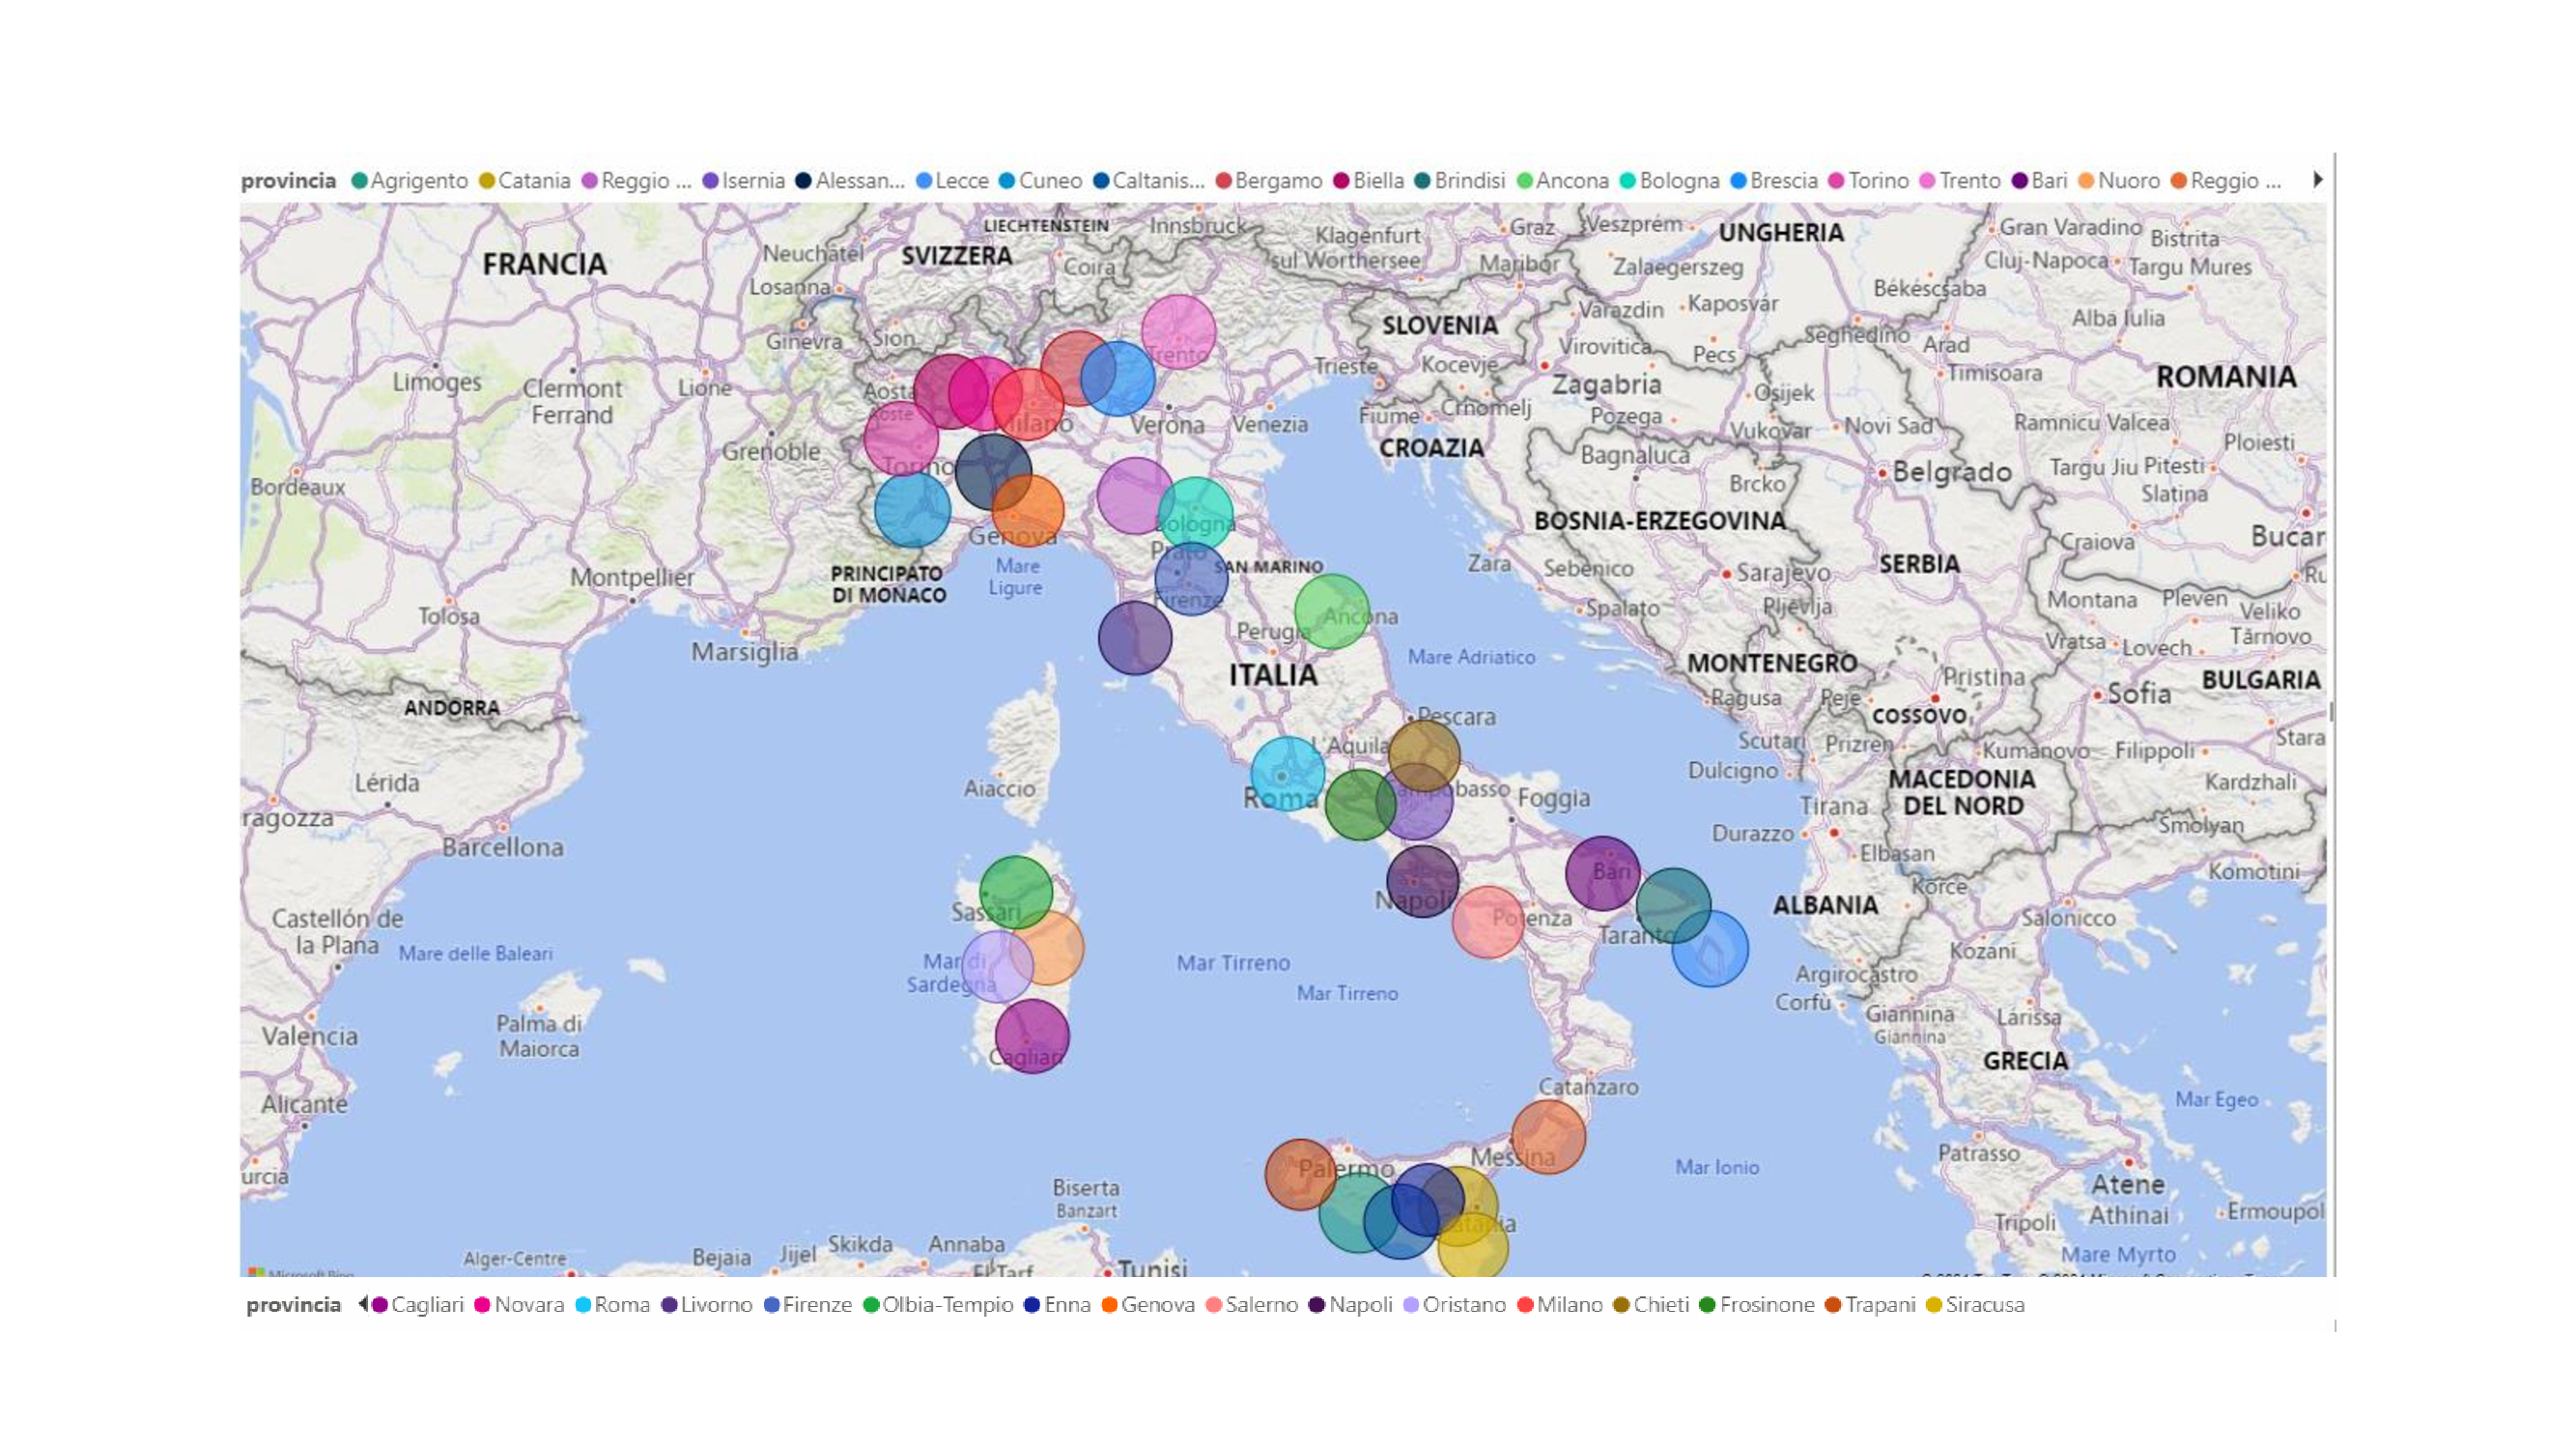 provincia Agrigento Catania Reggio ... Isernia Alessan... Lecce Cuneo Caltanis... Bergamo Biella Brindisi Ancona Bologna Brescia Torino Trento Bari Nuoro Reggio ...
LIECHTENSTEIN Innsbruck Graz Veszprém UNGHERIA Gran Varadino
Neuchâtel SVIZZERA Klagenfurt Bistrita
FRANCIA Coira sul Wörthersee Maribor Zalaegerszeg Cluj-Napoca Targu Mures
Losanna Békéscsaba
Varazdin Kaposvár
Ginevra Sion SLOVENIA Seghedino Arad Alba Iulia
Trento Trieste Kocevje Virovitica Pecs
Limoges Clermont Ferrand Lione Aosta Zagabria Timisoara ROMANIA
Aoste Osijek
Milano Verona Venezia Fiume Crnomelj Pozega Vukovar Novi Sad Ramnicu Valcea
Grenoble CROAZIA Bagnaluca Ploiesti
Torino Belgrado Targu Jiu Pitesti
Bordeaux Brcko Slatina
Bologna BOSNIA-ERZEGOVINA
Genova Prato Craiova Bucar
PRINCIPATO DI MONACO Mare Ligure SAN MARINO Zara Sebenico Sarajevo SERBIA
Montpellier Ru
Tolosa Firenze Ancona Spalato Pljevlja Montana Pleven Veliko Tărnovo
Marsiglia Perugia Mare Adriatico Vratsa Lovech
ITALIA MONTENEGRO Pristina BULGARIA
ANDORRA Ragusa Peje Sofia
Pescara COSSOVO
L'Aquila Scutari Prizren Kumanovo Filippoli Stara
Lérida Aiaccio Dulcigno MACEDONIA DEL NORD Kardzhali
Roma Foggia Tirana
ragozza Durazzo Smolyan
Barcellona Elbasan
Bari Korce Komotini
Castellón de la Plana Sassari Napoli Potenza ALBANIA Salonicco
Taranto
Mare delle Baleari Mar di Sardegna Mar Tirreno Kozani
Mar Tirreno Argirocastro
Corfù
Palma di Maiorca Giannina Lárissa
Valencia Giannina
Cagliari GRECIA
Catanzaro
Alicante Mar Egeo
Palermo Messina Mar Ionio Patrasso
urcia
Biserta Atene
Banzart Athínai
Catania Tripoli Ermoupol
Alger-Centre Bejaia Jijel Skikda Annaba Mare Myrto
Microsoft Bing El Tarf Tunisi
provincia Cagliari Novara Roma Livorno Firenze Olbia-Tempio Enna Genova Salerno Napoli Oristano Milano Chieti Frosinone Trapani Siracusa